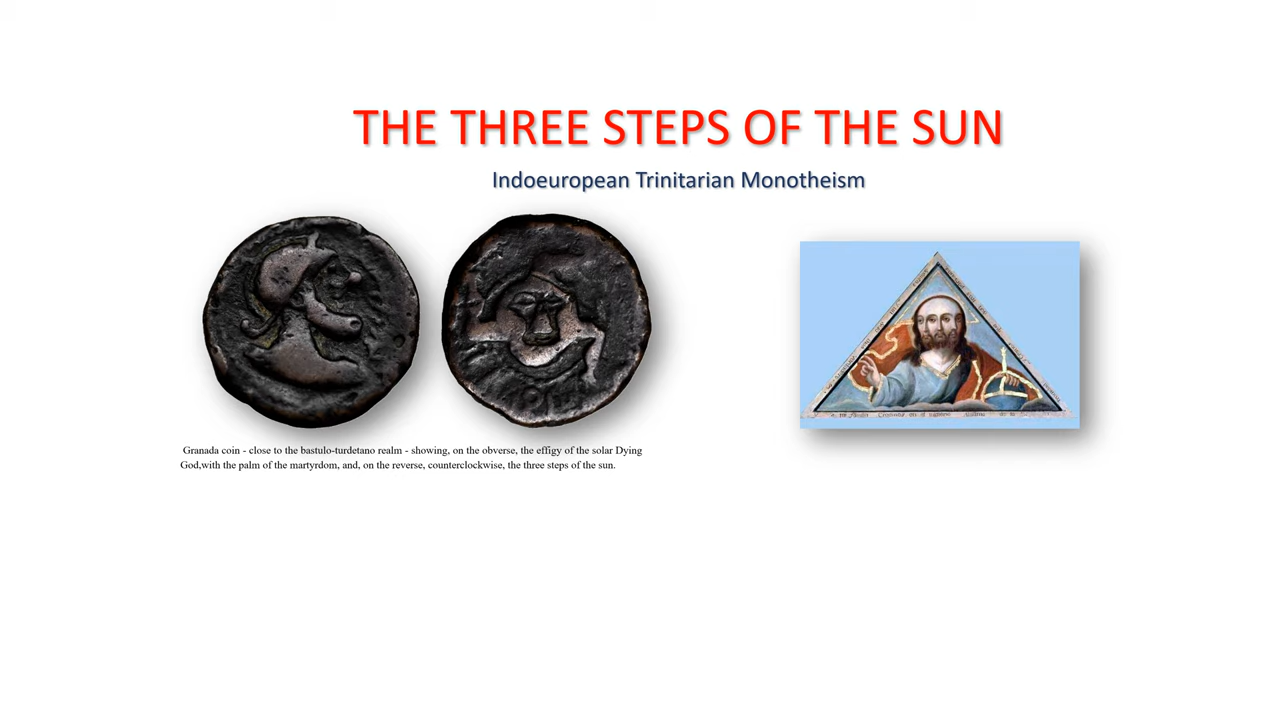 THE THREE STEPS OF THE SUN
Indoeuropean Trinitarian Monotheism
Granada coin - close to the bastulo-turdetano realm - showing, on the obverse, the effigy of the solar Dying
God,with the palm of the martyrdom, and, on the reverse, counterclockwise, the three steps of the sun.